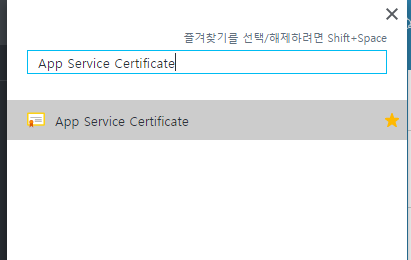 즐겨찾기를 선택/해제하려면 Shift+Space
App Service Certificate
App Service Certificate